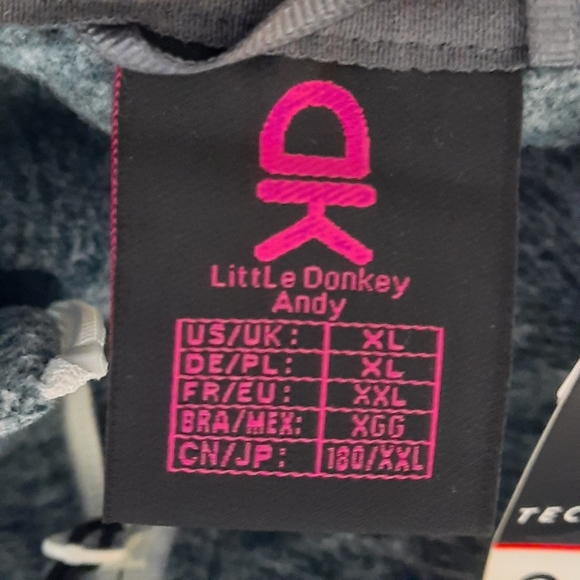 LittLe Donkey
Andy
US/UK: XL
DE/PL: XL
FR/EU: XXL
BRA/MEX: XGG
CN/JP: 180/XXL
TEC